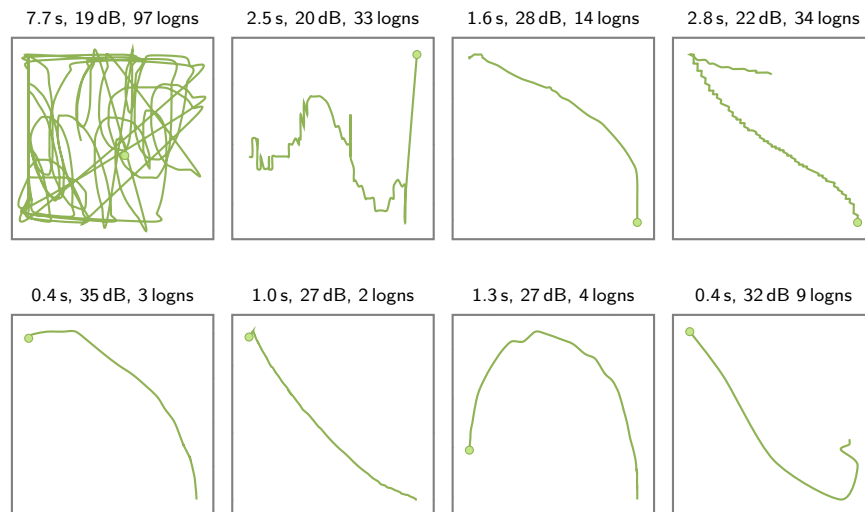 7.7 s, 19 dB, 97 logns
2.5 s, 20 dB, 33 logns
1.6 s, 28 dB, 14 logns
2.8 s, 22 dB, 34 logns
0.4 s, 35 dB, 3 logns
1.0 s, 27 dB, 2 logns
1.3 s, 27 dB, 4 logns
0.4 s, 32 dB 9 logns